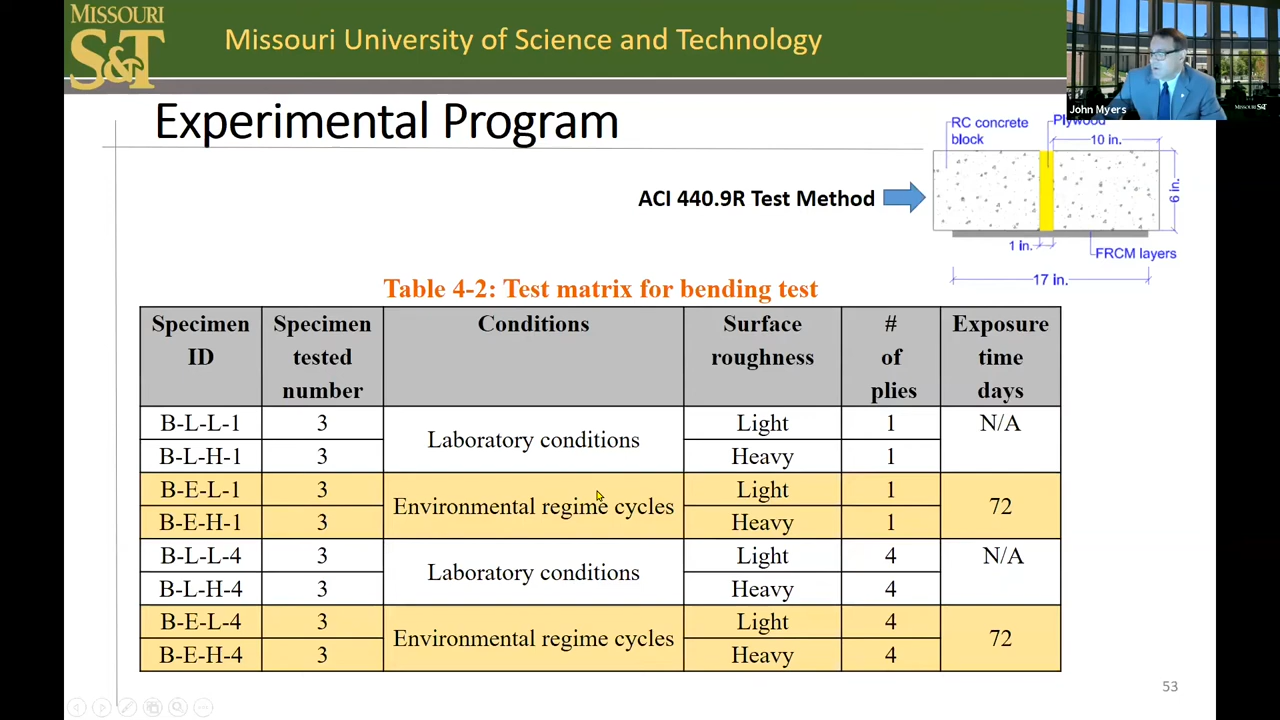 MISSOURI
S&T
Missouri University of Science and Technology
John Myers
MISSOURI S&T
Experimental Program
RC concrete
block
Plywood
10 in.
6 in.
ACI 440.9R Test Method
1 in.
FRCM layers
17 in.
Table 4-2: Test matrix for bending test
Specimen ID | Specimen tested number | Conditions | Surface roughness | # of plies | Exposure time days
B-L-L-1 3 Laboratory conditions Light 1 N/A
B-L-H-1 3 Heavy 1
B-E-L-1 3 Environmental regime cycles Light 1 72
B-E-H-1 3 Heavy 1
B-L-L-4 3 Laboratory conditions Light 4 N/A
B-L-H-4 3 Heavy 4
B-E-L-4 3 Environmental regime cycles Light 4 72
B-E-H-4 3 Heavy 4
53